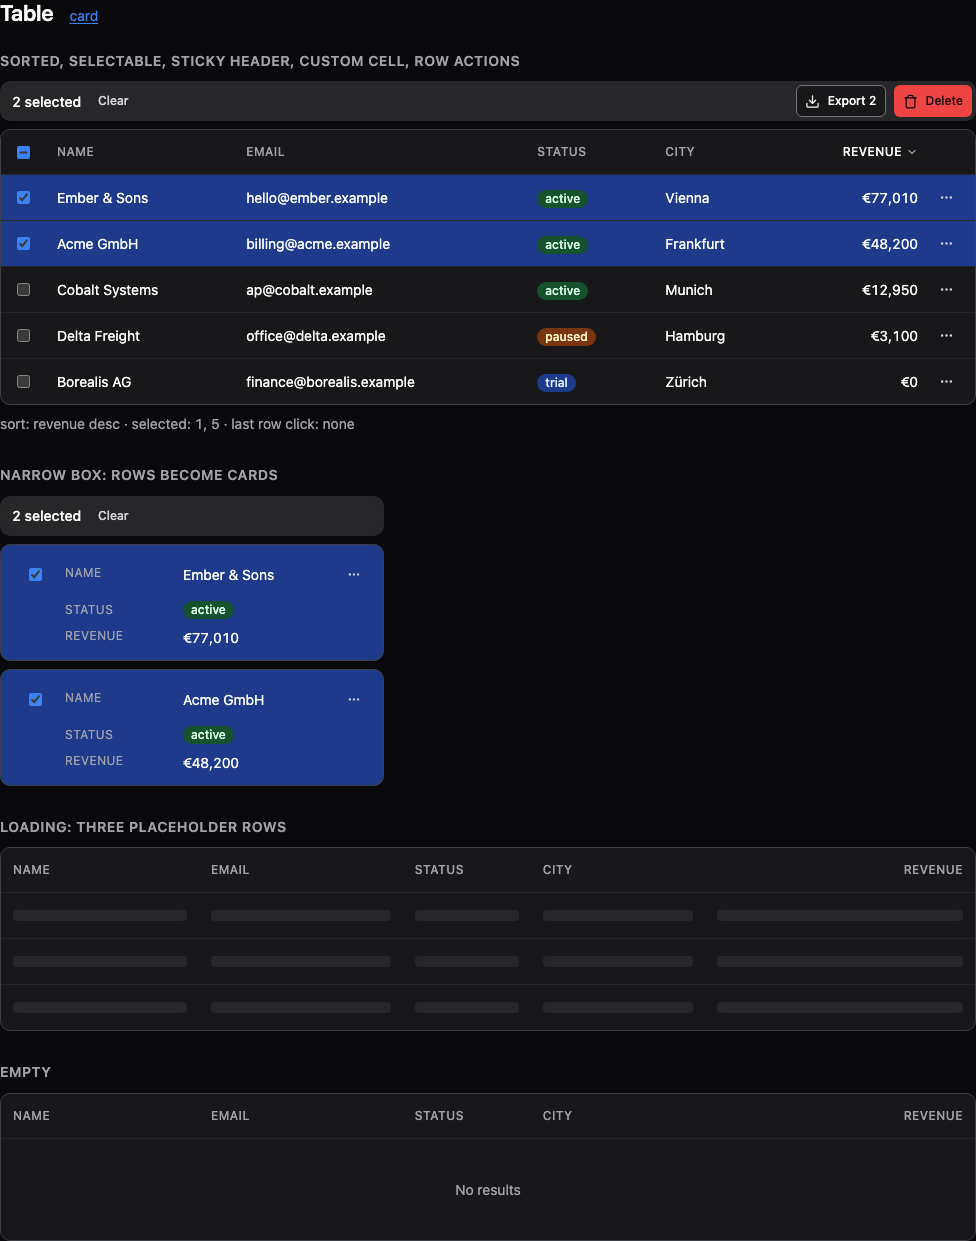 Table card
SORTED, SELECTABLE, STICKY HEADER, CUSTOM CELL, ROW ACTIONS
2 selected Clear Export 2 Delete
NAME EMAIL STATUS CITY REVENUE
Ember & Sons hello@ember.example active Vienna €77,010 ···
Acme GmbH billing@acme.example active Frankfurt €48,200 ···
Cobalt Systems ap@cobalt.example active Munich €12,950 ···
Delta Freight office@delta.example paused Hamburg €3,100 ···
Borealis AG finance@borealis.example trial Zürich €0 ···
sort: revenue desc · selected: 1, 5 · last row click: none
NARROW BOX: ROWS BECOME CARDS
2 selected Clear
NAME Ember & Sons ···
STATUS active
REVENUE €77,010
NAME Acme GmbH ···
STATUS active
REVENUE €48,200
LOADING: THREE PLACEHOLDER ROWS
NAME EMAIL STATUS CITY REVENUE
EMPTY
NAME EMAIL STATUS CITY REVENUE
No results